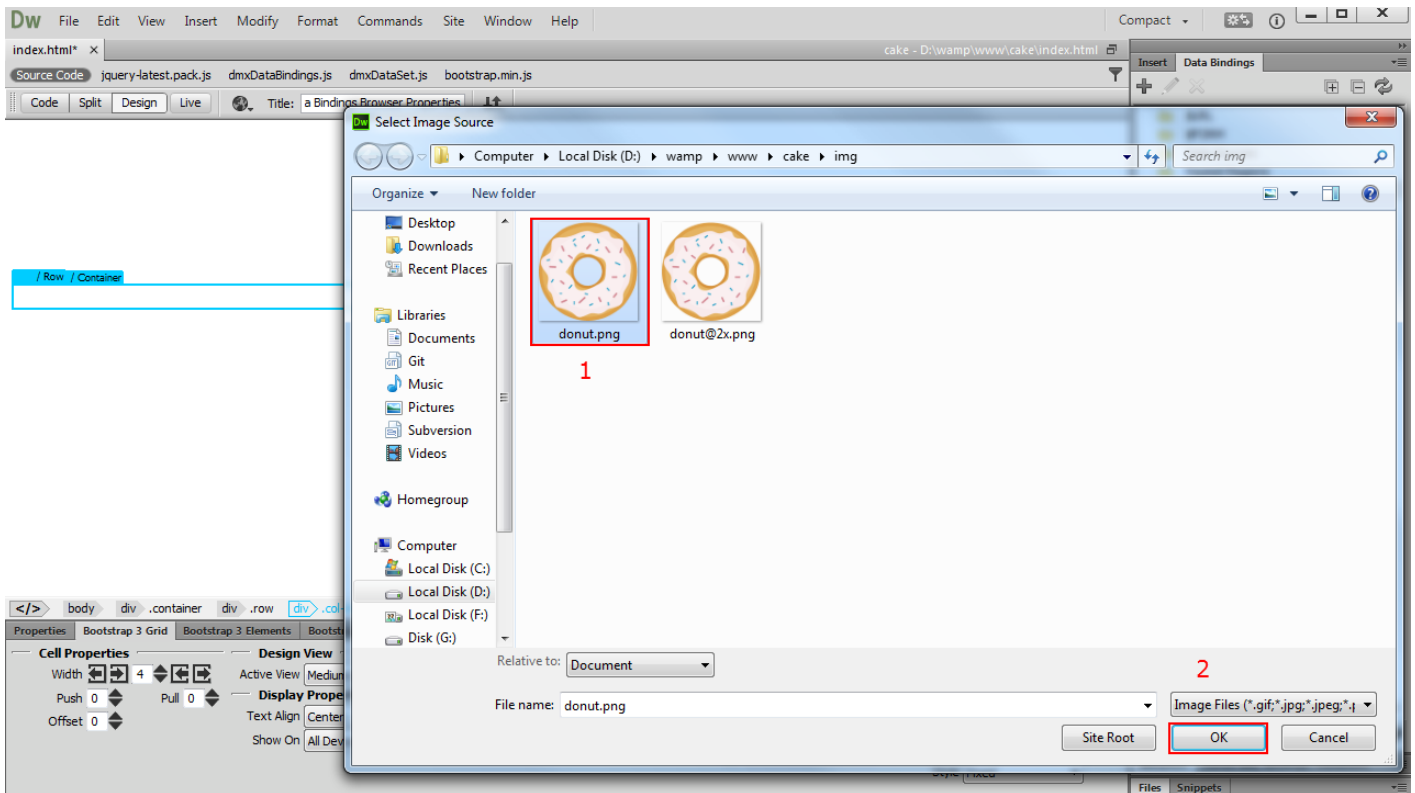 Dw File Edit View Insert Modify Format Commands Site Window Help
Compact
index.html* ×
cake - D:\wamp\www\cake\index.html
Source Code jquery-latest.pack.js dmxDataBindings.js dmxDataSet.js bootstrap.min.js
Insert Data Bindings
Code Split Design Live Title: a Bindings Browser Properties
Dw Select Image Source
Computer Local Disk (D:) wamp www cake img
Search img
Organize New folder
Desktop
Downloads
Recent Places
Libraries
Documents
Git
Music
Pictures
Subversion
Videos
Homegroup
Computer
Local Disk (C:)
Local Disk (D:)
Local Disk (F:)
Disk (G:)
donut.png donut@2x.png
1
/ Row / Container
Relative to: Document
2
File name: donut.png
Image Files (*.gif;*.jpg;*.jpeg;*.
Site Root OK Cancel
</> body div .container div .row div .col-
Properties Bootstrap 3 Grid Bootstrap 3 Elements Bootst
Cell Properties Design View
Width 4 Active View Medium
Push 0 Pull 0 Display Prope
Offset 0 Text Align Center
Show On All Dev
Files Snippets